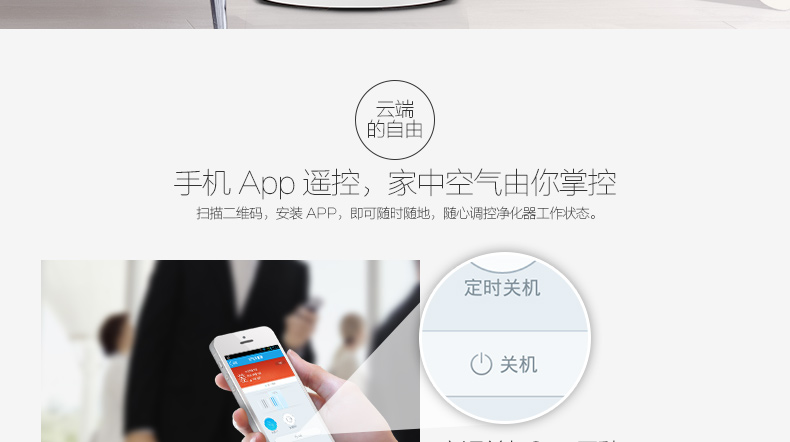 云端
的自由
手机 App 遥控，家中空气由你掌控
扫描二维码，安装 APP，即可随时随地，随心调控净化器工作状态。
定时关机
关机